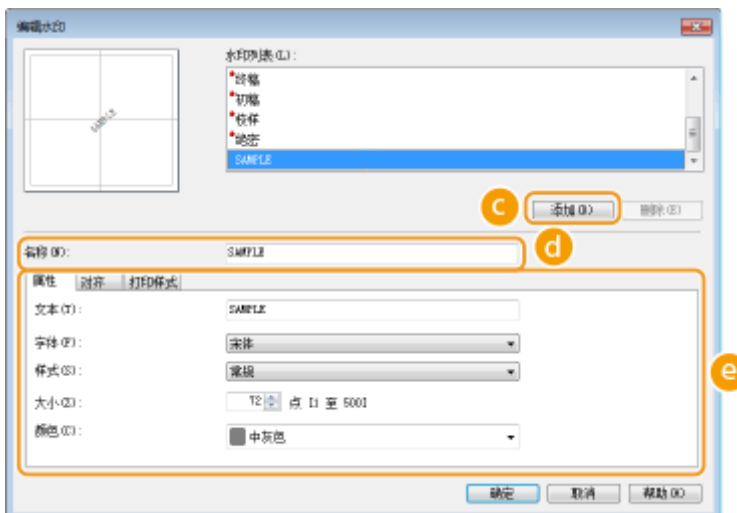 编辑水印
水印列表(L):
SAMPLE
*终稿
*初稿
*校样
*绝密
SAMPLE
C
添加(A)
删除(E)
名称(N):
SAMPLE
d
属性 对齐 打印样式
文本(T):
SAMPLE
字体(F):
宋体
样式(S):
常规
e
大小(Z):
72 点 [1 至 500]
颜色(C):
中灰色
确定 取消 帮助(H)